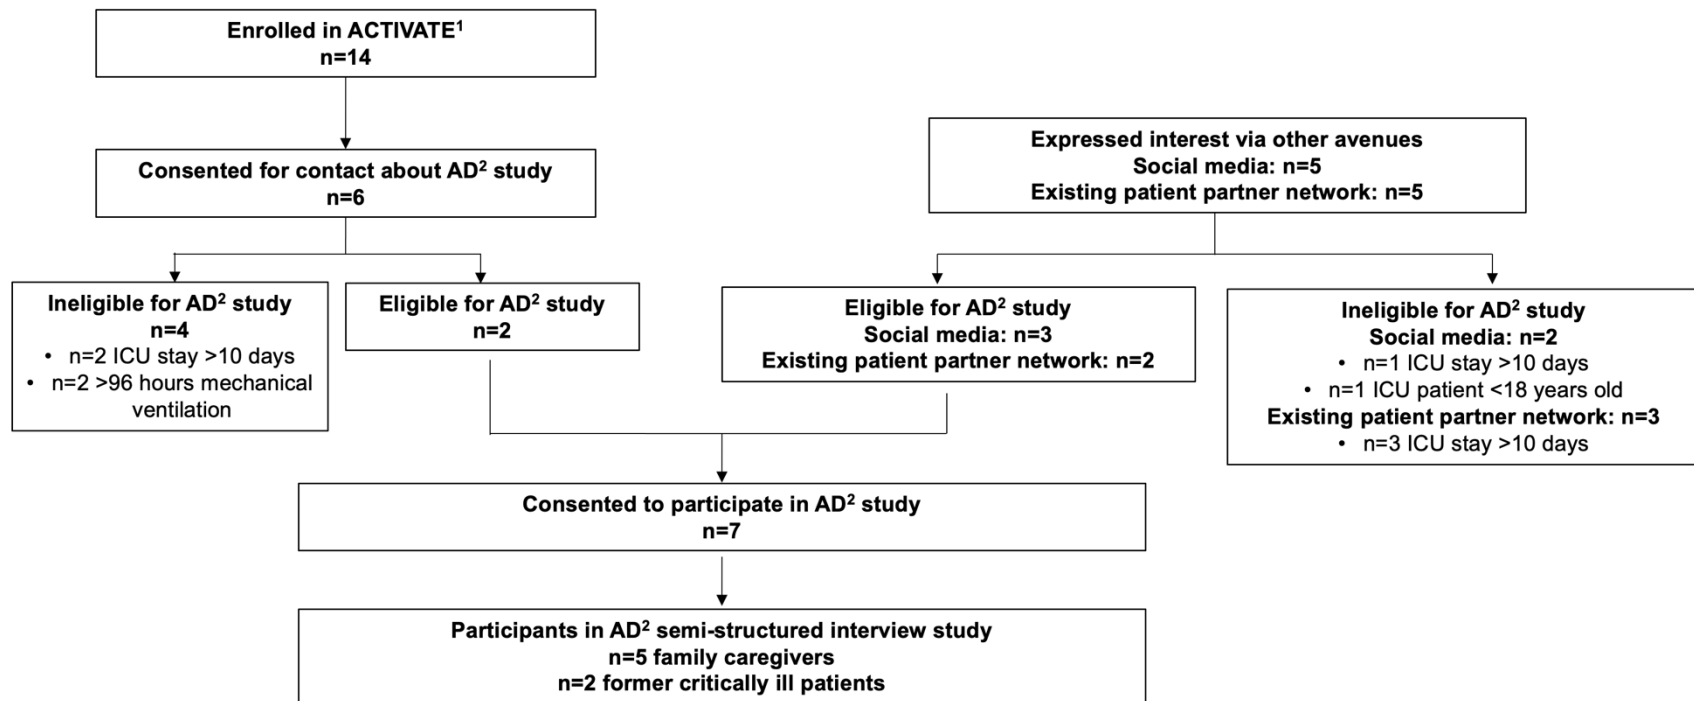 Enrolled in ACTIVATE¹
n=14
Consented for contact about AD² study
n=6
Expressed interest via other avenues
Social media: n=5
Existing patient partner network: n=5
Ineligible for AD² study
n=4
• n=2 ICU stay >10 days
• n=2 >96 hours mechanical
ventilation
Eligible for AD² study
n=2
Eligible for AD² study
Social media: n=3
Existing patient partner network: n=2
Ineligible for AD² study
Social media: n=2
• n=1 ICU stay >10 days
• n=1 ICU patient <18 years old
Existing patient partner network: n=3
• n=3 ICU stay >10 days
Consented to participate in AD² study
n=7
Participants in AD² semi-structured interview study
n=5 family caregivers
n=2 former critically ill patients